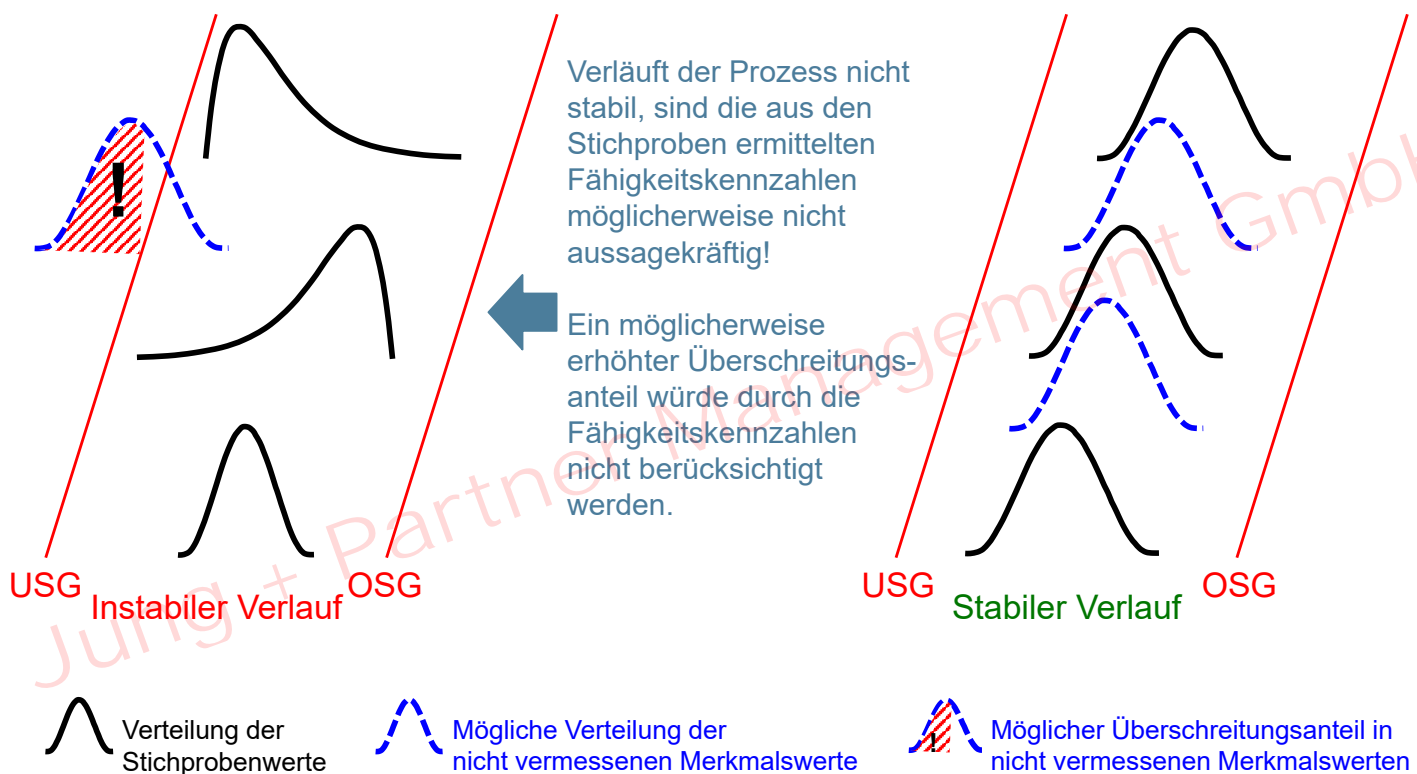 Verläuft der Prozess nicht
stabil, sind die aus den
Stichproben ermittelten
Fähigkeitskennzahlen
möglicherweise nicht
aussagekräftig!
Ein möglicherweise
erhöhter Überschreitungs-
anteil würde durch die
Fähigkeitskennzahlen
nicht berücksichtigt
werden.
!
USG
OSG
Instabiler Verlauf
USG
OSG
Stabiler Verlauf
Jung + Partner Management GmbH
Verteilung der
Stichprobenwerte
Mögliche Verteilung der
nicht vermessenen Merkmalswerte
!
Möglicher Überschreitungsanteil in
nicht vermessenen Merkmalswerten